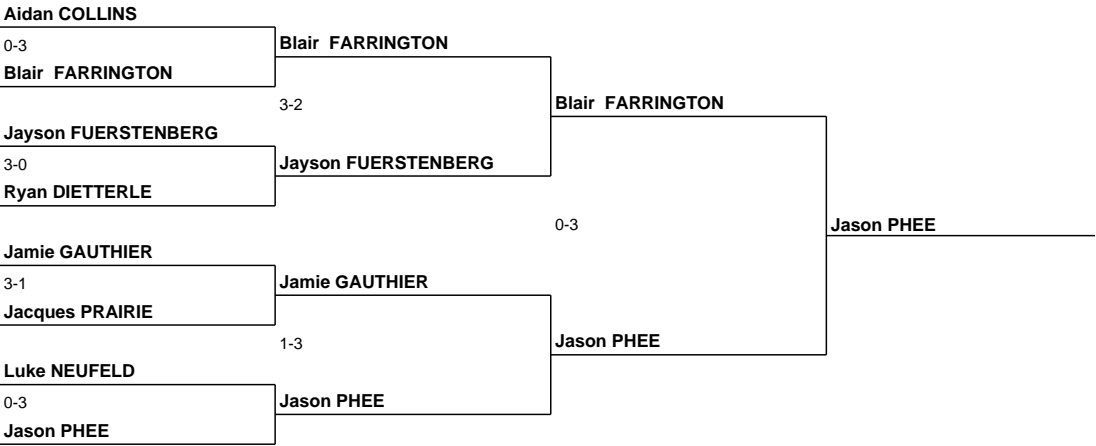 Aidan COLLINS
0-3
Blair FARRINGTON
Blair FARRINGTON
3-2
Blair FARRINGTON
Jayson FUERSTENBERG
3-0
Jayson FUERSTENBERG
Ryan DIETTERLE
0-3
Jason PHEE
Jamie GAUTHIER
3-1
Jamie GAUTHIER
Jacques PRAIRIE
1-3
Jason PHEE
Luke NEUFELD
0-3
Jason PHEE
Jason PHEE